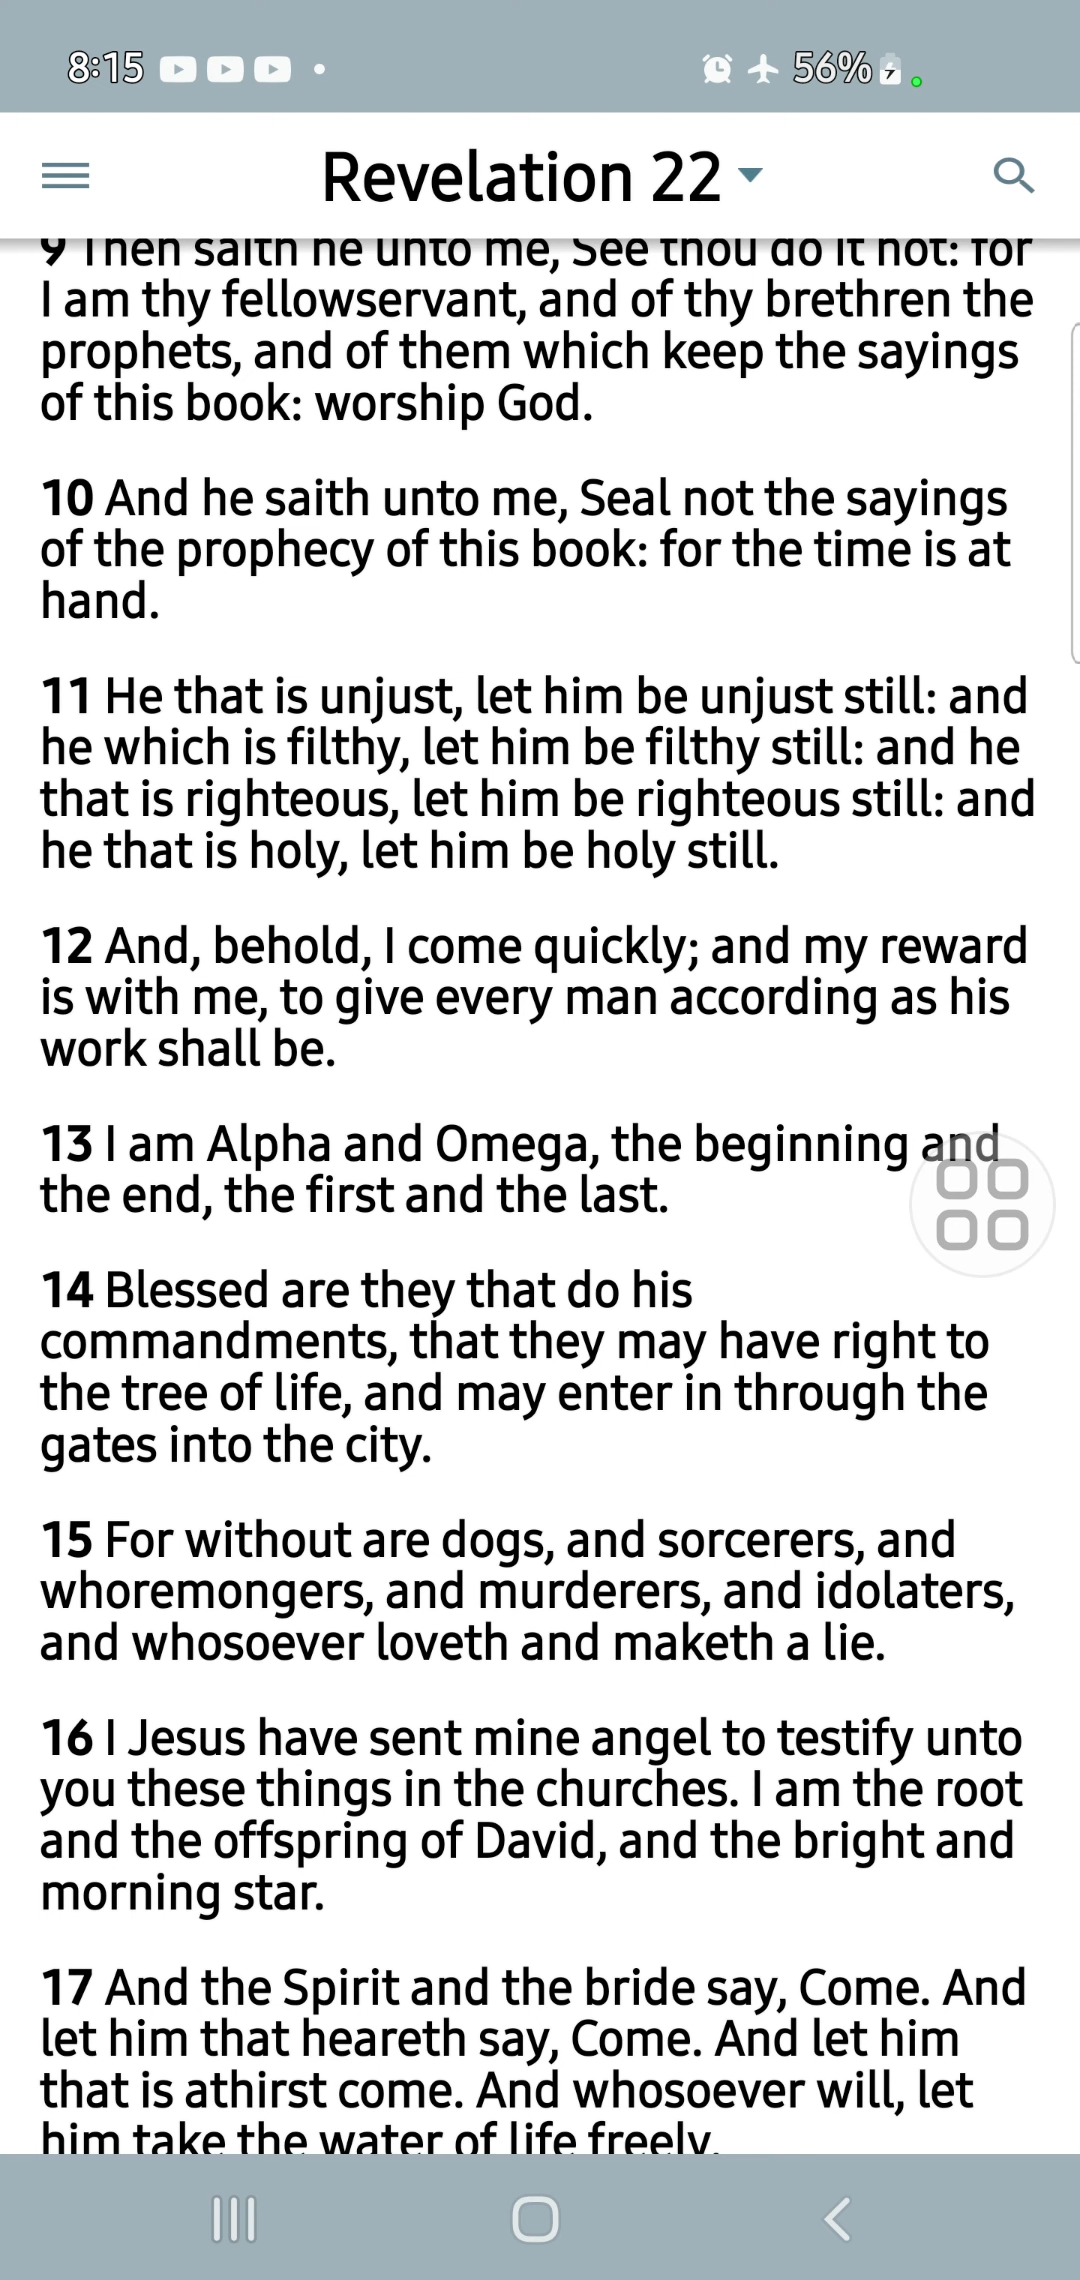 8:15
56%
Revelation 22
9 Then saith he unto me, See thou do it not: for
I am thy fellowservant, and of thy brethren the
prophets, and of them which keep the sayings
of this book: worship God.
10 And he saith unto me, Seal not the sayings
of the prophecy of this book: for the time is at
hand.
11 He that is unjust, let him be unjust still: and
he which is filthy, let him be filthy still: and he
that is righteous, let him be righteous still: and
he that is holy, let him be holy still.
12 And, behold, I come quickly; and my reward
is with me, to give every man according as his
work shall be.
13 I am Alpha and Omega, the beginning and
the end, the first and the last.
14 Blessed are they that do his
commandments, that they may have right to
the tree of life, and may enter in through the
gates into the city.
15 For without are dogs, and sorcerers, and
whoremongers, and murderers, and idolaters,
and whosoever loveth and maketh a lie.
16 I Jesus have sent mine angel to testify unto
you these things in the churches. I am the root
and the offspring of David, and the bright and
morning star.
17 And the Spirit and the bride say, Come. And
let him that heareth say, Come. And let him
that is athirst come. And whosoever will, let
him take the water of life freely.